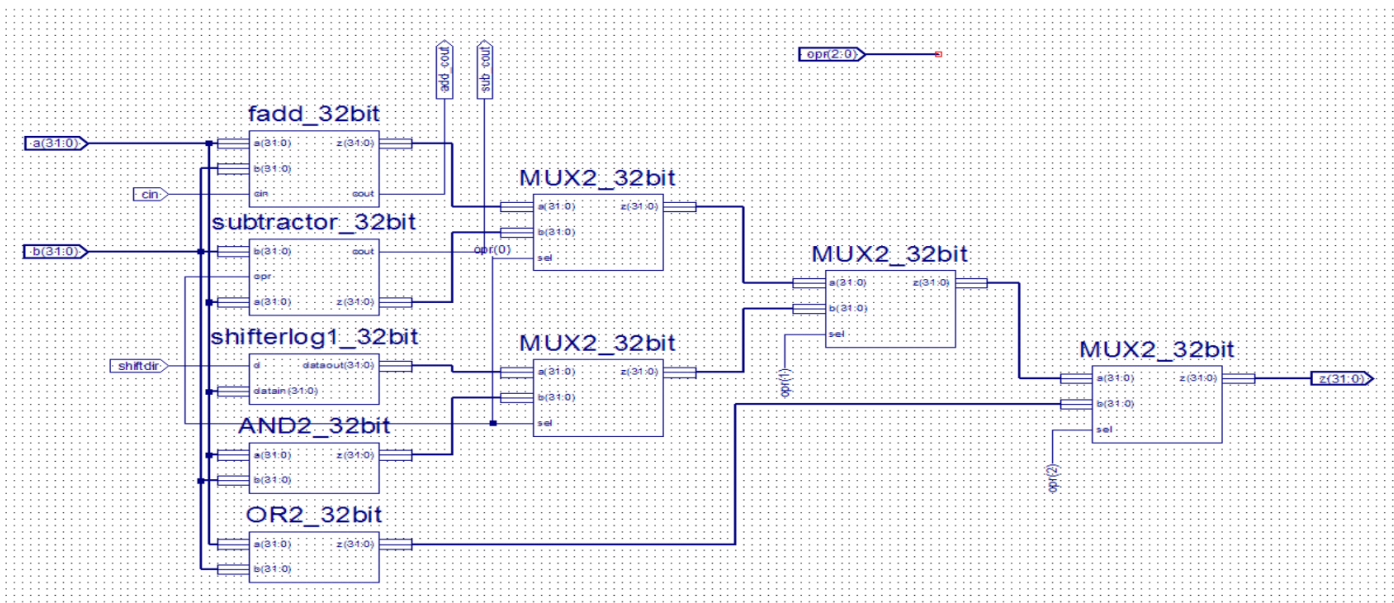 add_cout
sub_cout
opr(2:0)
fadd_32bit
a(31:0)
a(31:0)
z(31:0)
b(31:0)
cin
cin
cout
MUX2_32bit
a(31:0)
z(31:0)
b(31:0)
opr(0)
sel
subtractor_32bit
b(31:0)
b(31:0)
cout
opr
a(31:0)
z(31:0)
MUX2_32bit
a(31:0)
z(31:0)
b(31:0)
sel
opr(1)
shifterlog1_32bit
shiftdir
d
dataout(31:0)
datain(31:0)
MUX2_32bit
a(31:0)
z(31:0)
b(31:0)
sel
MUX2_32bit
a(31:0)
z(31:0)
z(31:0)
b(31:0)
sel
opr(2)
AND2_32bit
a(31:0)
z(31:0)
b(31:0)
OR2_32bit
a(31:0)
z(31:0)
b(31:0)